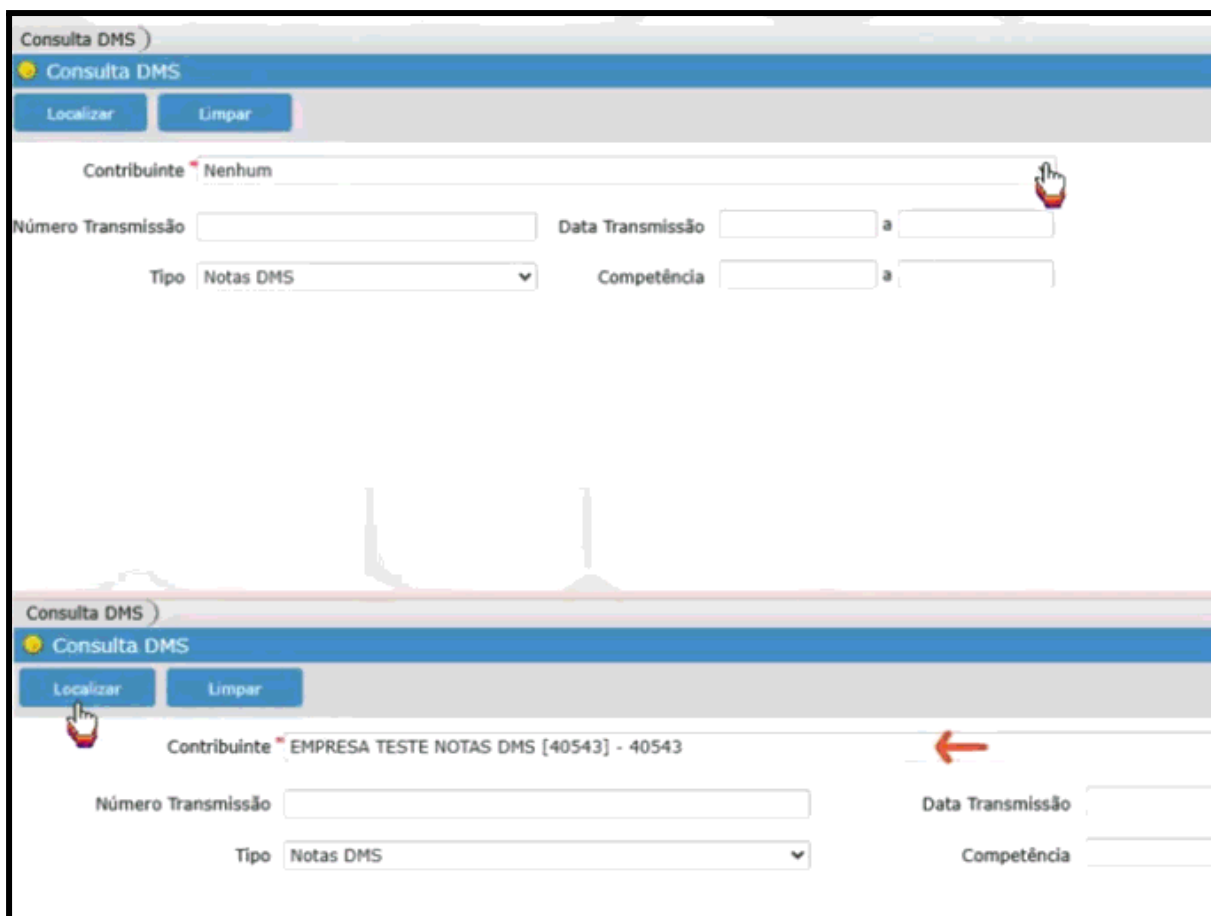 Consulta DMS
Consulta DMS
Localizar Limpar
Contribuinte * Nenhum
Número Transmissão Data Transmissão a
Tipo Notas DMS Competência a
Consulta DMS
Consulta DMS
Localizar Limpar
Contribuinte * EMPRESA TESTE NOTAS DMS [40543] - 40543
Número Transmissão Data Transmissão
Tipo Notas DMS Competência